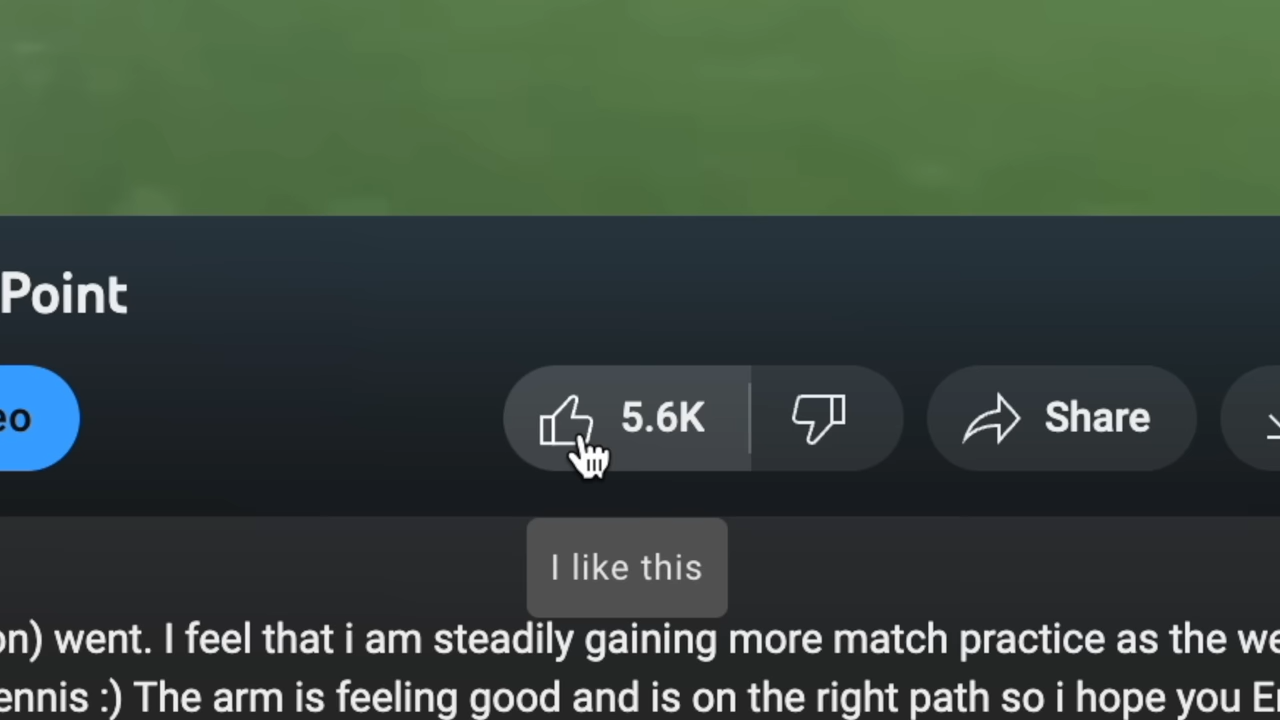 Point
eo
5.6K
Share
I like this
on) went. I feel that i am steadily gaining more match practice as the we
ennis :) The arm is feeling good and is on the right path so i hope you E